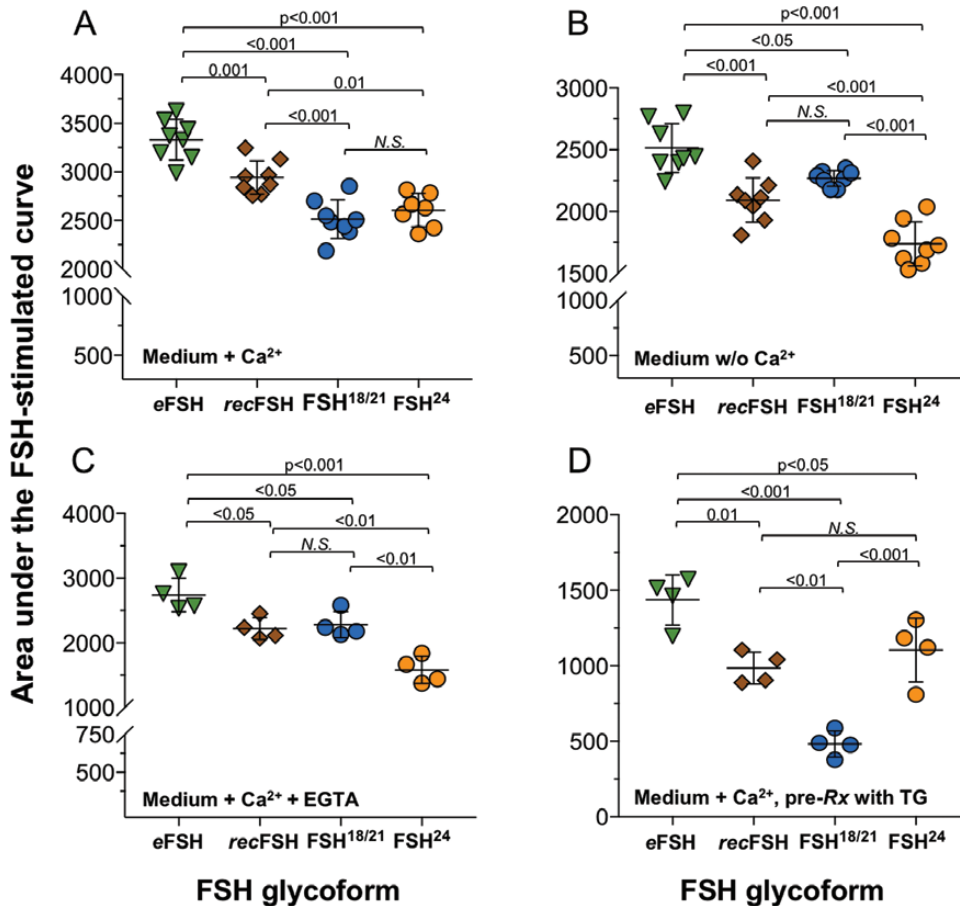 A
p<0.001
<0.001
0.001
0.01
<0.001
N.S.
4000
3500
3000
2500
2000
1000
500
Medium + Ca²⁺
eFSH recFSH FSH¹⁸/²¹ FSH²⁴
B
p<0.001
<0.05
<0.001
<0.001
N.S.
<0.001
3000
2500
2000
1500
1000
500
Medium w/o Ca²⁺
eFSH recFSH FSH¹⁸/²¹ FSH²⁴
Area under the FSH-stimulated curve
C
p<0.001
<0.05
<0.05
<0.01
N.S.
<0.01
4000
3000
2000
1000
750
500
Medium + Ca²⁺ + EGTA
eFSH recFSH FSH¹⁸/²¹ FSH²⁴
FSH glycoform
D
p<0.05
<0.001
0.01
N.S.
<0.001
<0.01
2000
1500
1000
500
0
Medium + Ca²⁺, pre-Rx with TG
eFSH recFSH FSH¹⁸/²¹ FSH²⁴
FSH glycoform